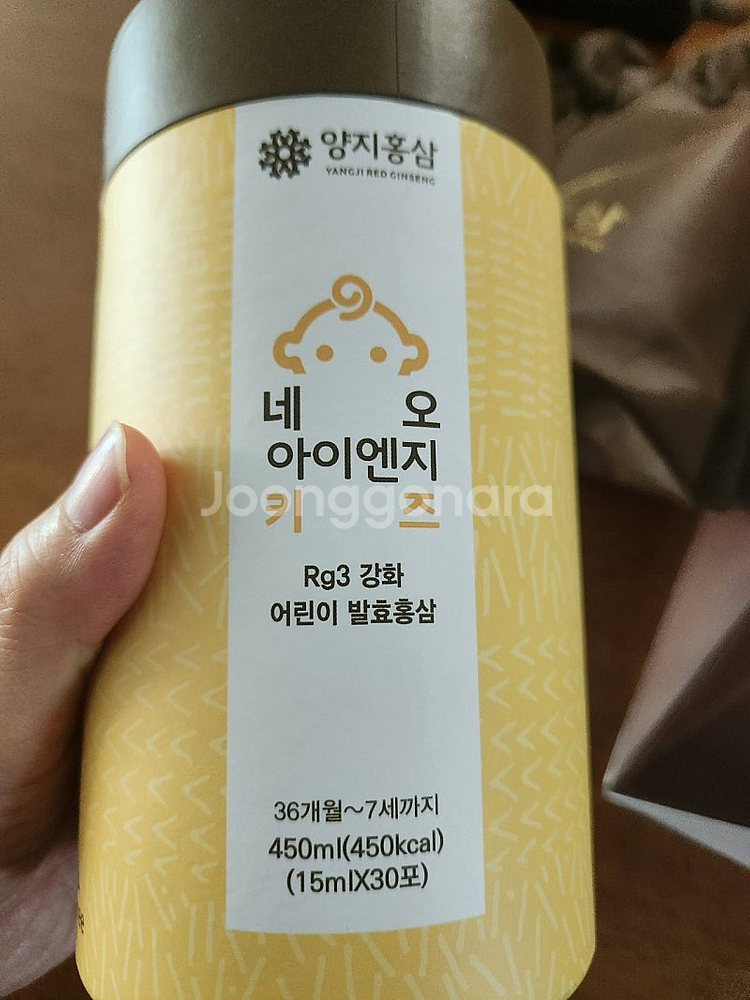 양지홍삼
YANGJI RED GINSENG
네 오
아이엔지
키 즈
Joonggonara
Rg3 강화
어린이 발효홍삼
36개월~7세까지
450ml(450kcal)
(15mlX30포)